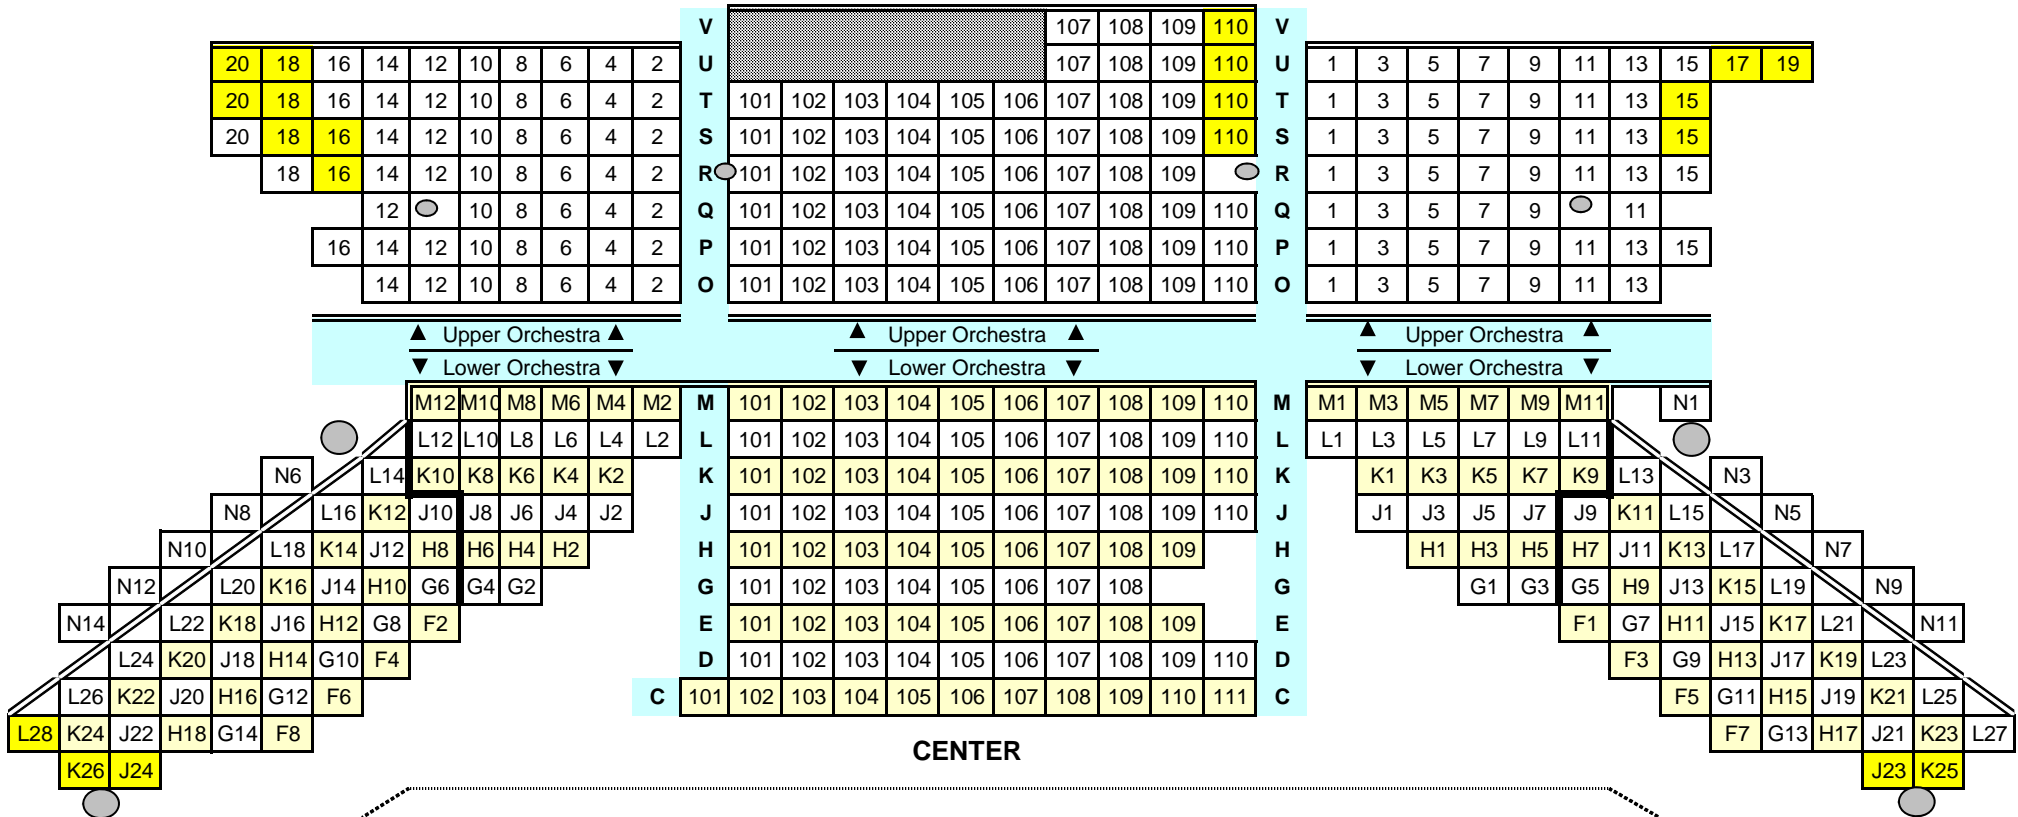 V 107 108 109 110 V
20 18 16 14 12 10 8 6 4 2 U 107 108 109 110 U 1 3 5 7 9 11 13 15 17 19
20 18 16 14 12 10 8 6 4 2 T 101 102 103 104 105 106 107 108 109 110 T 1 3 5 7 9 11 13 15
20 18 16 14 12 10 8 6 4 2 S 101 102 103 104 105 106 107 108 109 110 S 1 3 5 7 9 11 13 15
18 16 14 12 10 8 6 4 2 R 101 102 103 104 105 106 107 108 109 R 1 3 5 7 9 11 13 15
12 10 8 6 4 2 Q 101 102 103 104 105 106 107 108 109 110 Q 1 3 5 7 9 11
16 14 12 10 8 6 4 2 P 101 102 103 104 105 106 107 108 109 110 P 1 3 5 7 9 11 13 15
14 12 10 8 6 4 2 O 101 102 103 104 105 106 107 108 109 110 O 1 3 5 7 9 11 13
▲ Upper Orchestra ▲ ▲ Upper Orchestra ▲ ▲ Upper Orchestra ▲
▼ Lower Orchestra ▼ ▼ Lower Orchestra ▼ ▼ Lower Orchestra ▼
M12 M10 M8 M6 M4 M2 M 101 102 103 104 105 106 107 108 109 110 M M1 M3 M5 M7 M9 M11 N1
L12 L10 L8 L6 L4 L2 L 101 102 103 104 105 106 107 108 109 110 L L1 L3 L5 L7 L9 L11
N6 L14 K10 K8 K6 K4 K2 K 101 102 103 104 105 106 107 108 109 110 K K1 K3 K5 K7 K9 L13 N3
N8 L16 K12 J10 J8 J6 J4 J2 J 101 102 103 104 105 106 107 108 109 110 J J1 J3 J5 J7 J9 K11 L15 N5
N10 L18 K14 J12 H8 H6 H4 H2 H 101 102 103 104 105 106 107 108 109 H H1 H3 H5 H7 J11 K13 L17 N7
N12 L20 K16 J14 H10 G6 G4 G2 G 101 102 103 104 105 106 107 108 G G1 G3 G5 H9 J13 K15 L19 N9
N14 L22 K18 J16 H12 G8 F2 E 101 102 103 104 105 106 107 108 109 E F1 G7 H11 J15 K17 L21 N11
L24 K20 J18 H14 G10 F4 D 101 102 103 104 105 106 107 108 109 110 D F3 G9 H13 J17 K19 L23
L26 K22 J20 H16 G12 F6 C 101 102 103 104 105 106 107 108 109 110 111 C F5 G11 H15 J19 K21 L25
L28 K24 J22 H18 G14 F8 CENTER F7 G13 H17 J21 K23 L27
K26 J24 J23 K25